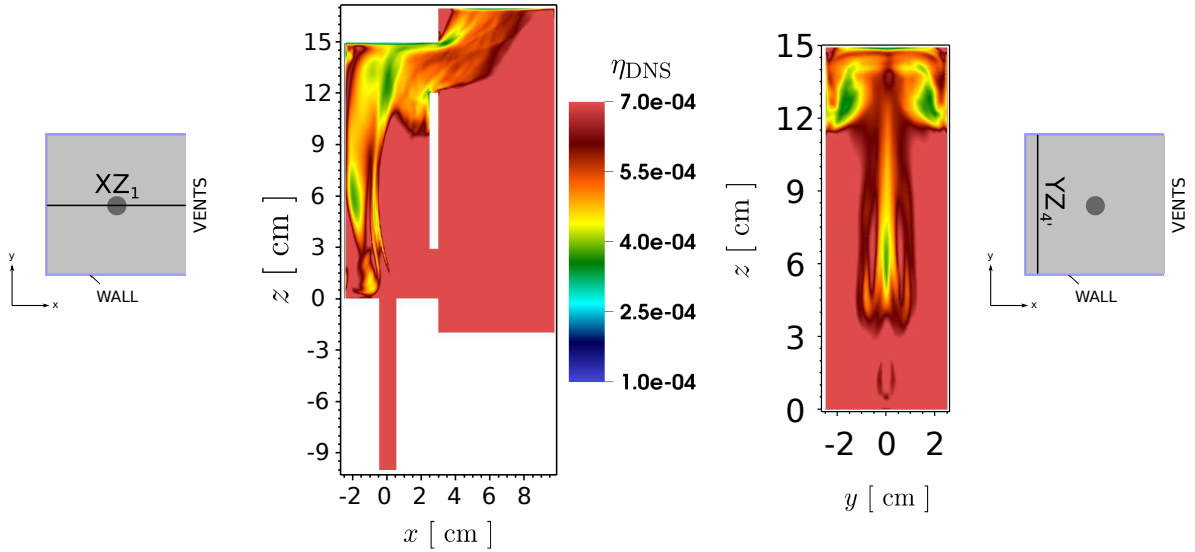 XZ1
VENTS
y
x
WALL
15
12
9
6
3
0
-3
-6
-9
z [ cm ]
-2 0 2 4 6 8
x [ cm ]
ηDNS
7.0e-04
5.5e-04
4.0e-04
2.5e-04
1.0e-04
15
12
9
6
3
0
z [ cm ]
-2 0 2
y [ cm ]
YZ4'
VENTS
y
x
WALL